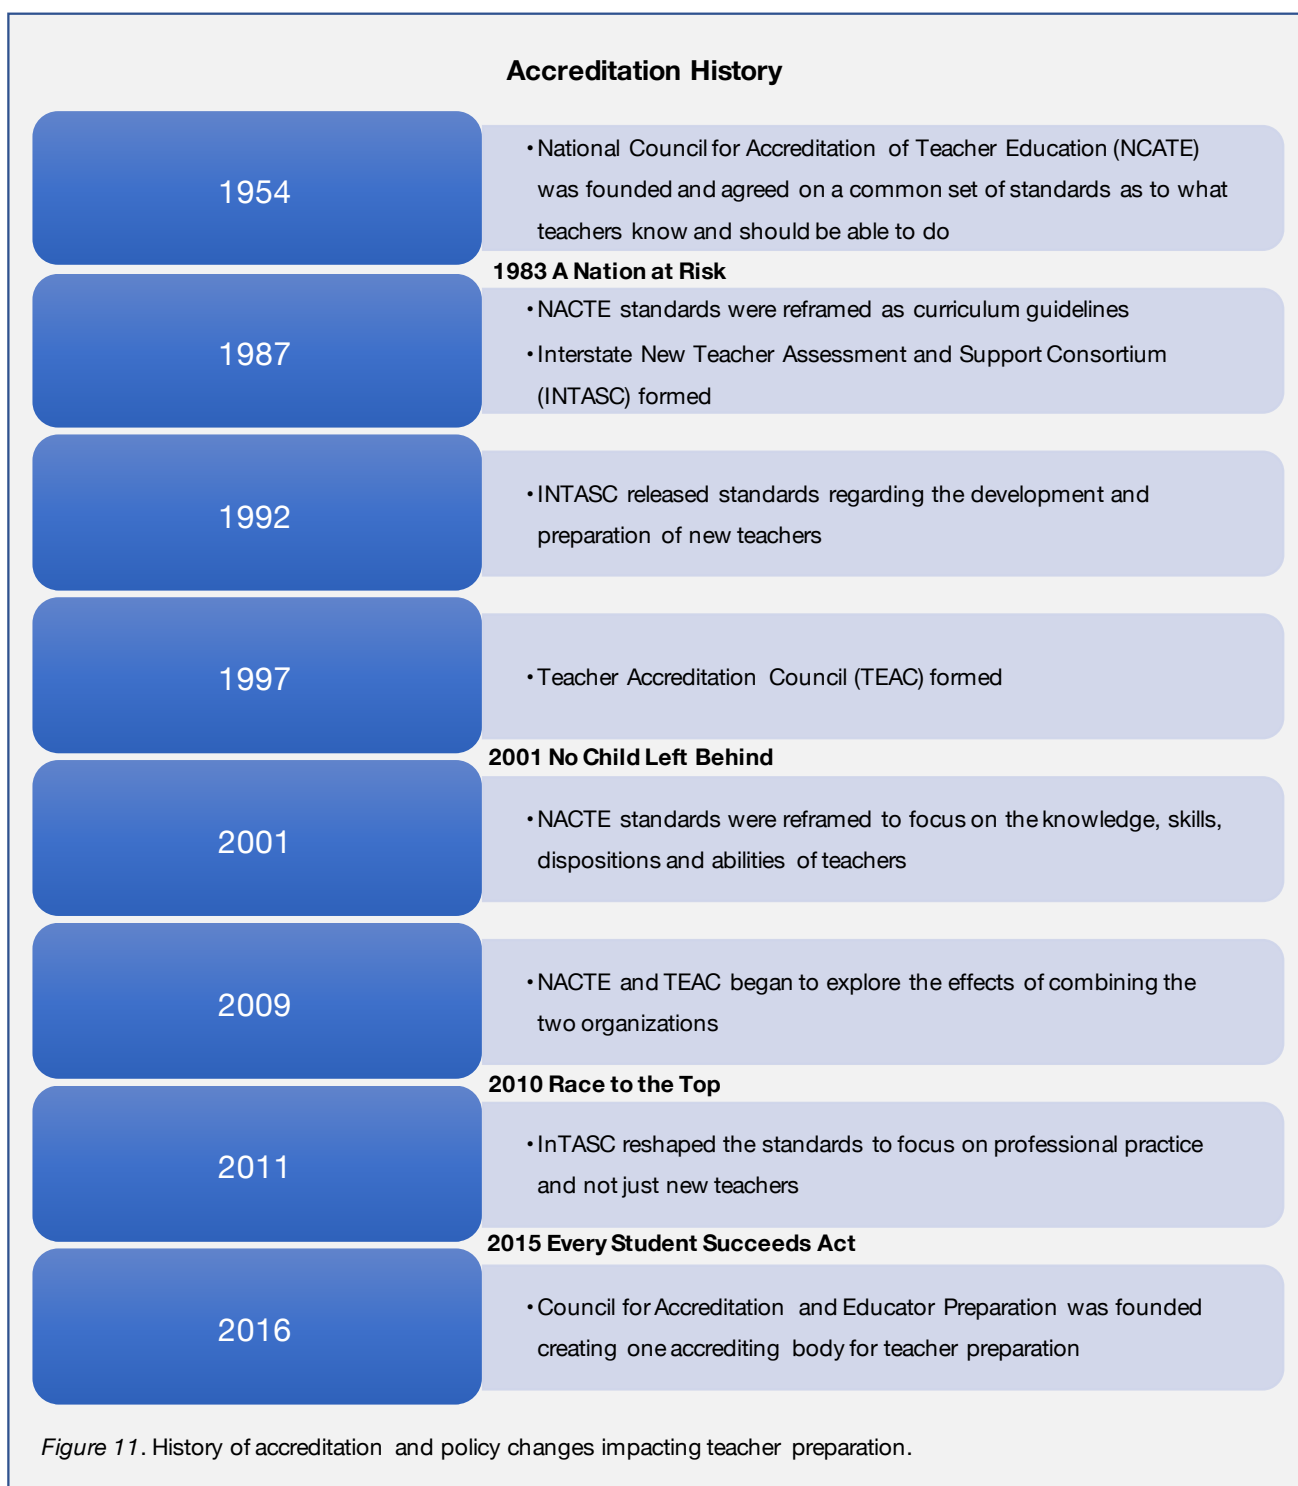 Accreditation History
1954
• National Council for Accreditation of Teacher Education (NCATE)
was founded and agreed on a common set of standards as to what
teachers know and should be able to do
1983 A Nation at Risk
1987
• NACTE standards were reframed as curriculum guidelines
• Interstate New Teacher Assessment and Support Consortium
(INTASC) formed
1992
• INTASC released standards regarding the development and
preparation of new teachers
1997
• Teacher Accreditation Council (TEAC) formed
2001 No Child Left Behind
2001
• NACTE standards were reframed to focus on the knowledge, skills,
dispositions and abilities of teachers
2009
• NACTE and TEAC began to explore the effects of combining the
two organizations
2010 Race to the Top
2011
• InTASC reshaped the standards to focus on professional practice
and not just new teachers
2015 Every Student Succeeds Act
2016
• Council for Accreditation and Educator Preparation was founded
creating one accrediting body for teacher preparation
Figure 11. History of accreditation and policy changes impacting teacher preparation.